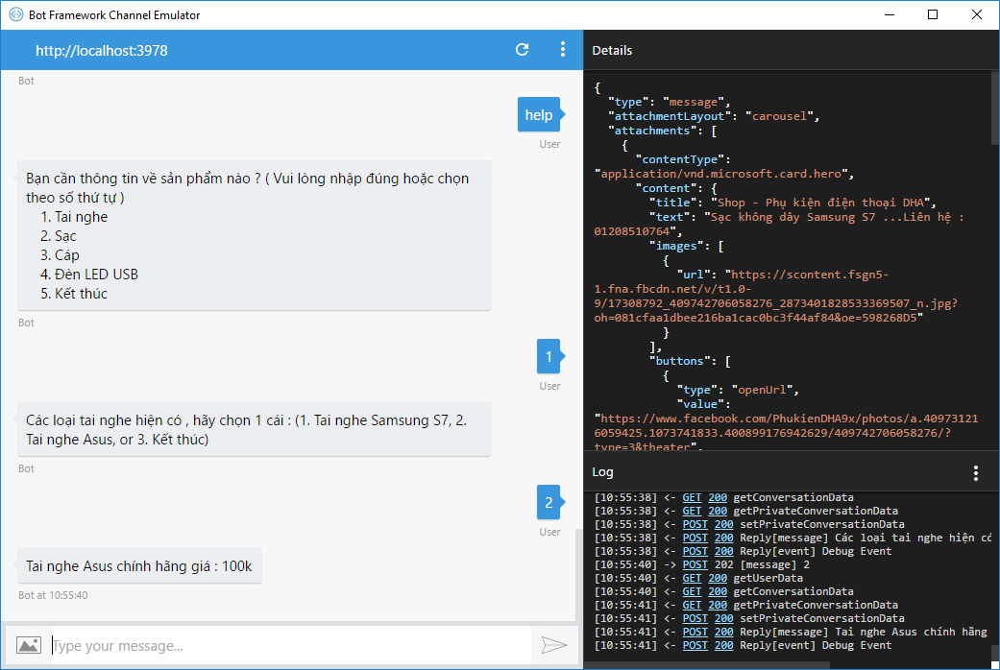 Bot Framework Channel Emulator
http://localhost:3978
Bot
help
User
Bạn cần thông tin về sản phẩm nào ? ( Vui lòng nhập đúng hoặc chọn
theo số thứ tự )
1. Tai nghe
2. Sạc
3. Cáp
4. Đèn LED USB
5. Kết thúc
Bot
1
User
Các loại tai nghe hiện có , hãy chọn 1 cái : (1. Tai nghe Samsung S7, 2.
Tai nghe Asus, or 3. Kết thúc)
Bot
2
User
Tai nghe Asus chính hãng giá : 100k
Bot at 10:55:40
Type your message...
Details
{
"type": "message",
"attachmentLayout": "carousel",
"attachments": [
{
"contentType":
"application/vnd.microsoft.card.hero",
"content": {
"title": "Shop - Phụ kiện điện thoại DHA",
"text": "Sạc không dây Samsung S7 ...Liên hệ :
01208510764",
"images": [
{
"url": "https://scontent.fsgn5-
1.fna.fbcdn.net/v/t1.0-
9/17308792_409742706058276_2873401828533369507_n.jpg?
oh=081cfaa1dbee216ba1cac0bc3f44af84&oe=598268D5"
}
],
"buttons": [
{
"type": "openUrl",
"value":
"https://www.facebook.com/PhukienDHA9x/photos/a.40973121
6059425.1073741833.400899176942629/409742706058276/?
type=3&theater",
Log
[10:55:38] <- GET 200 getConversationData
[10:55:38] <- GET 200 getPrivateConversationData
[10:55:38] <- POST 200 setPrivateConversationData
[10:55:38] <- POST 200 Reply[message] Các loại tai nghe hiện có
[10:55:38] <- POST 200 Reply[event] Debug Event
[10:55:40] -> POST 202 [message] 2
[10:55:40] <- GET 200 getUserData
[10:55:40] <- GET 200 getConversationData
[10:55:41] <- GET 200 getPrivateConversationData
[10:55:41] <- POST 200 setPrivateConversationData
[10:55:41] <- POST 200 Reply[message] Tai nghe Asus chính hãng
[10:55:41] <- POST 200 Reply[event] Debug Event